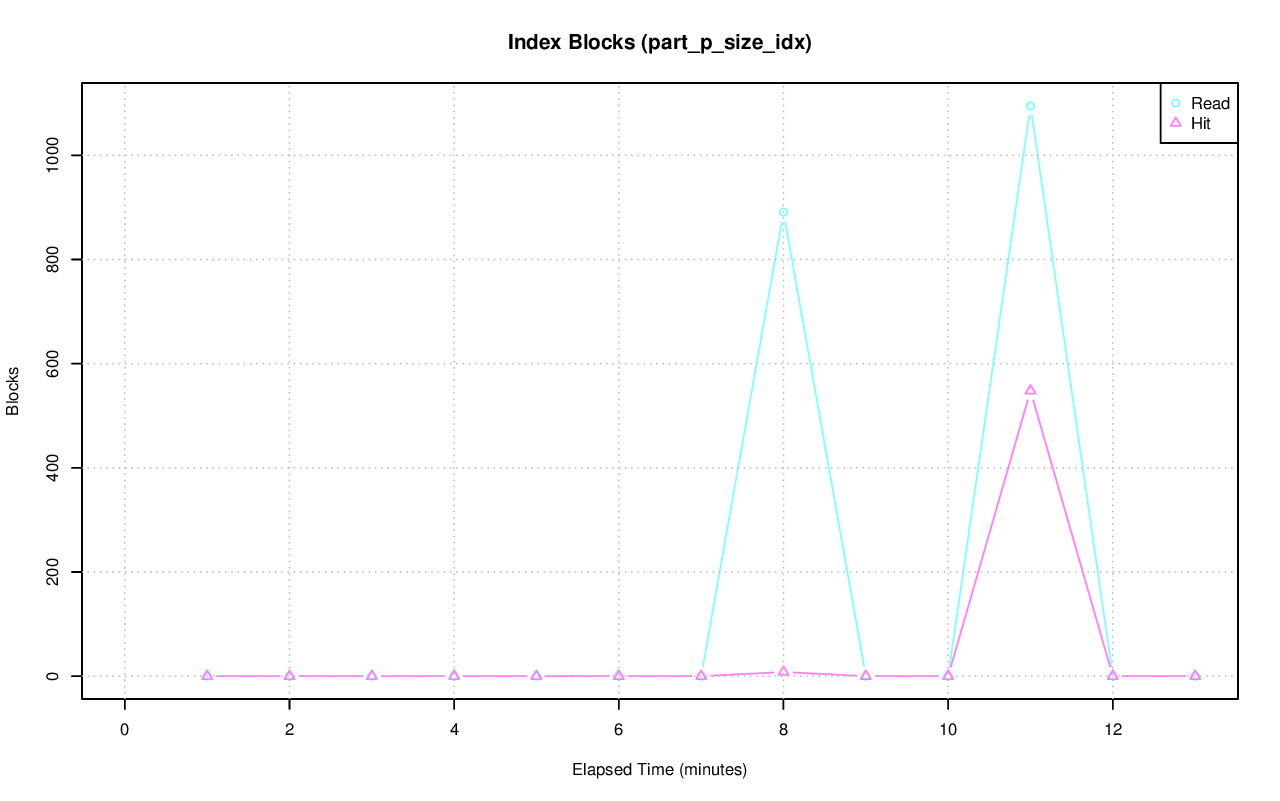 Index Blocks (part_p_size_idx)
Read
Hit
1000
800
600
400
200
0
Blocks
0 2 4 6 8 10 12
Elapsed Time (minutes)